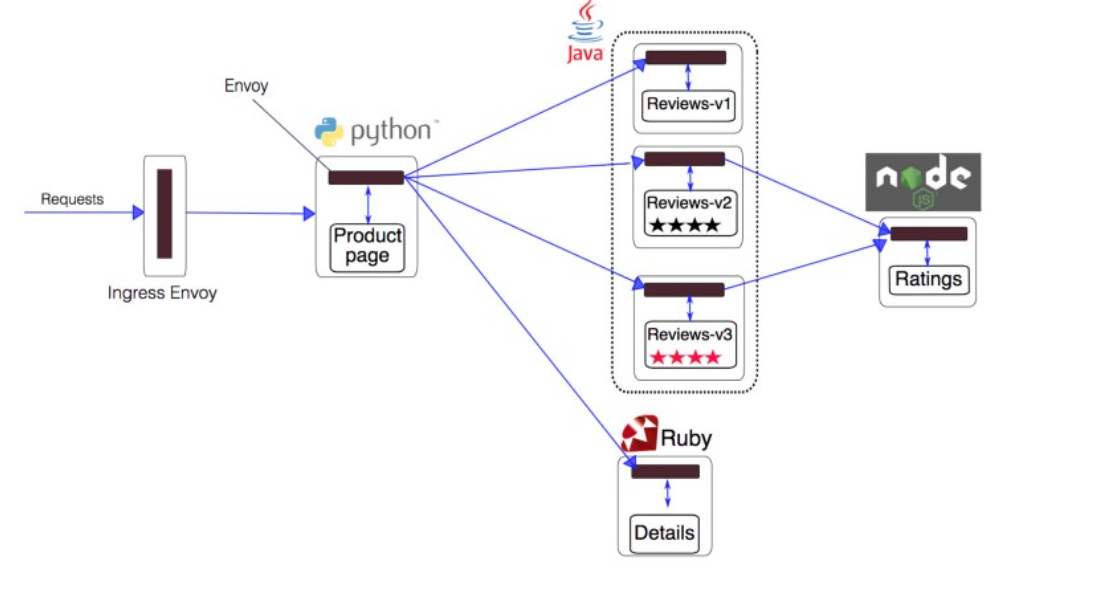 Java
Envoy
python™
Reviews-v1
Requests
Reviews-v2
node
JS
Product
page
Ratings
Ingress Envoy
Reviews-v3
Ruby
Details